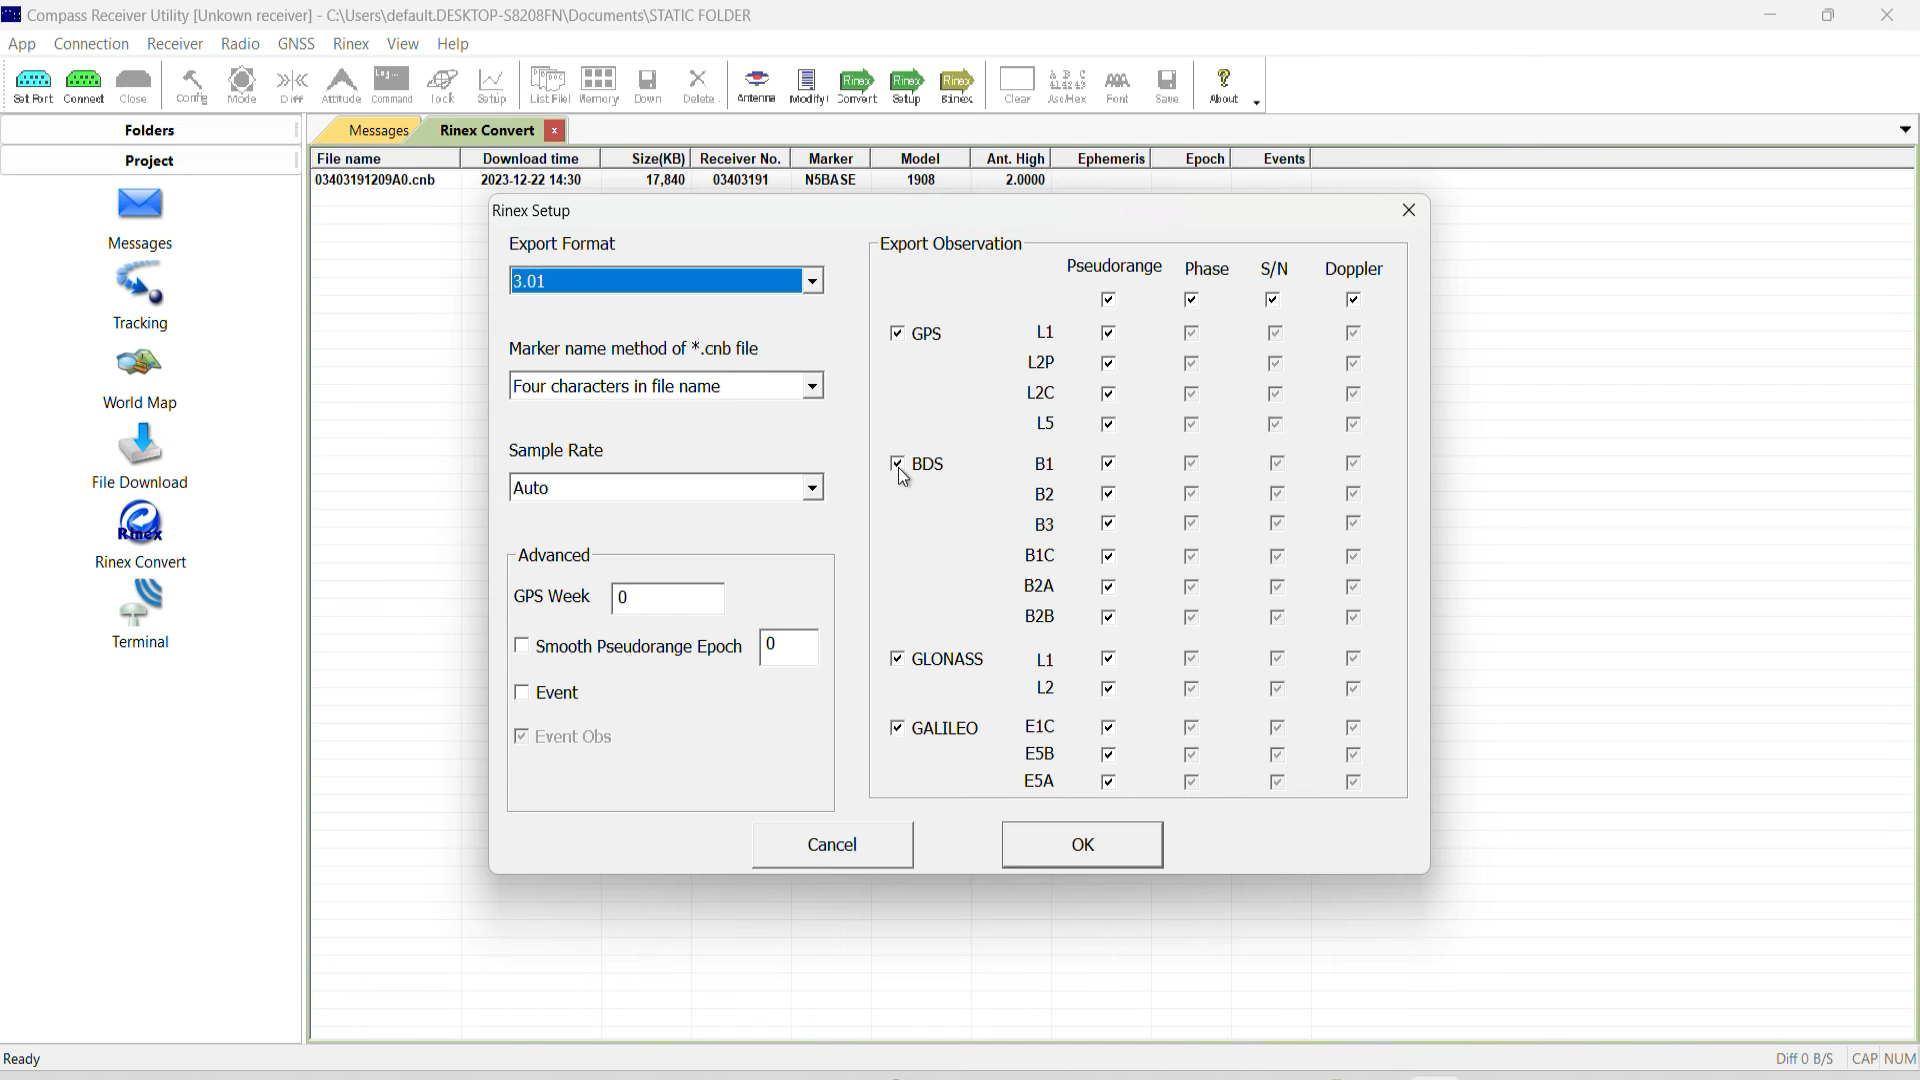 Compass Receiver Utility [Unkown receiver] - C:\Users\default.DESKTOP-S8208FN\Documents\STATIC FOLDER
App Connection Receiver Radio GNSS Rinex View Help
Set Port Connect Close Config Mode Diff Attitude Command Lock Setup List File! Memory Down Delete. Antenna Modify! Convert Setup Binex Clear Asc/Hex Font Save About
Folders
Project
Messages
Tracking
World Map
File Download
Rinex Convert
Terminal
Messages Rinex Convert x
File name Download time Size(KB) Receiver No. Marker Model Ant. High Ephemeris Epoch Events
03403191209A0.cnb 2023-12-22 14:30 17,840 03403191 N5BASE 1908 2.0000
Rinex Setup
Export Format
3.01
Marker name method of *.cnb file
Four characters in file name
Sample Rate
Auto
Advanced
GPS Week 0
Smooth Pseudorange Epoch 0
Event
Event Obs
Export Observation
Pseudorange Phase S/N Doppler
GPS L1
L2P
L2C
L5
BDS B1
B2
B3
B1C
B2A
B2B
GLONASS L1
L2
GALILEO E1C
E5B
E5A
Cancel OK
Ready Diff 0 B/S CAP NUM